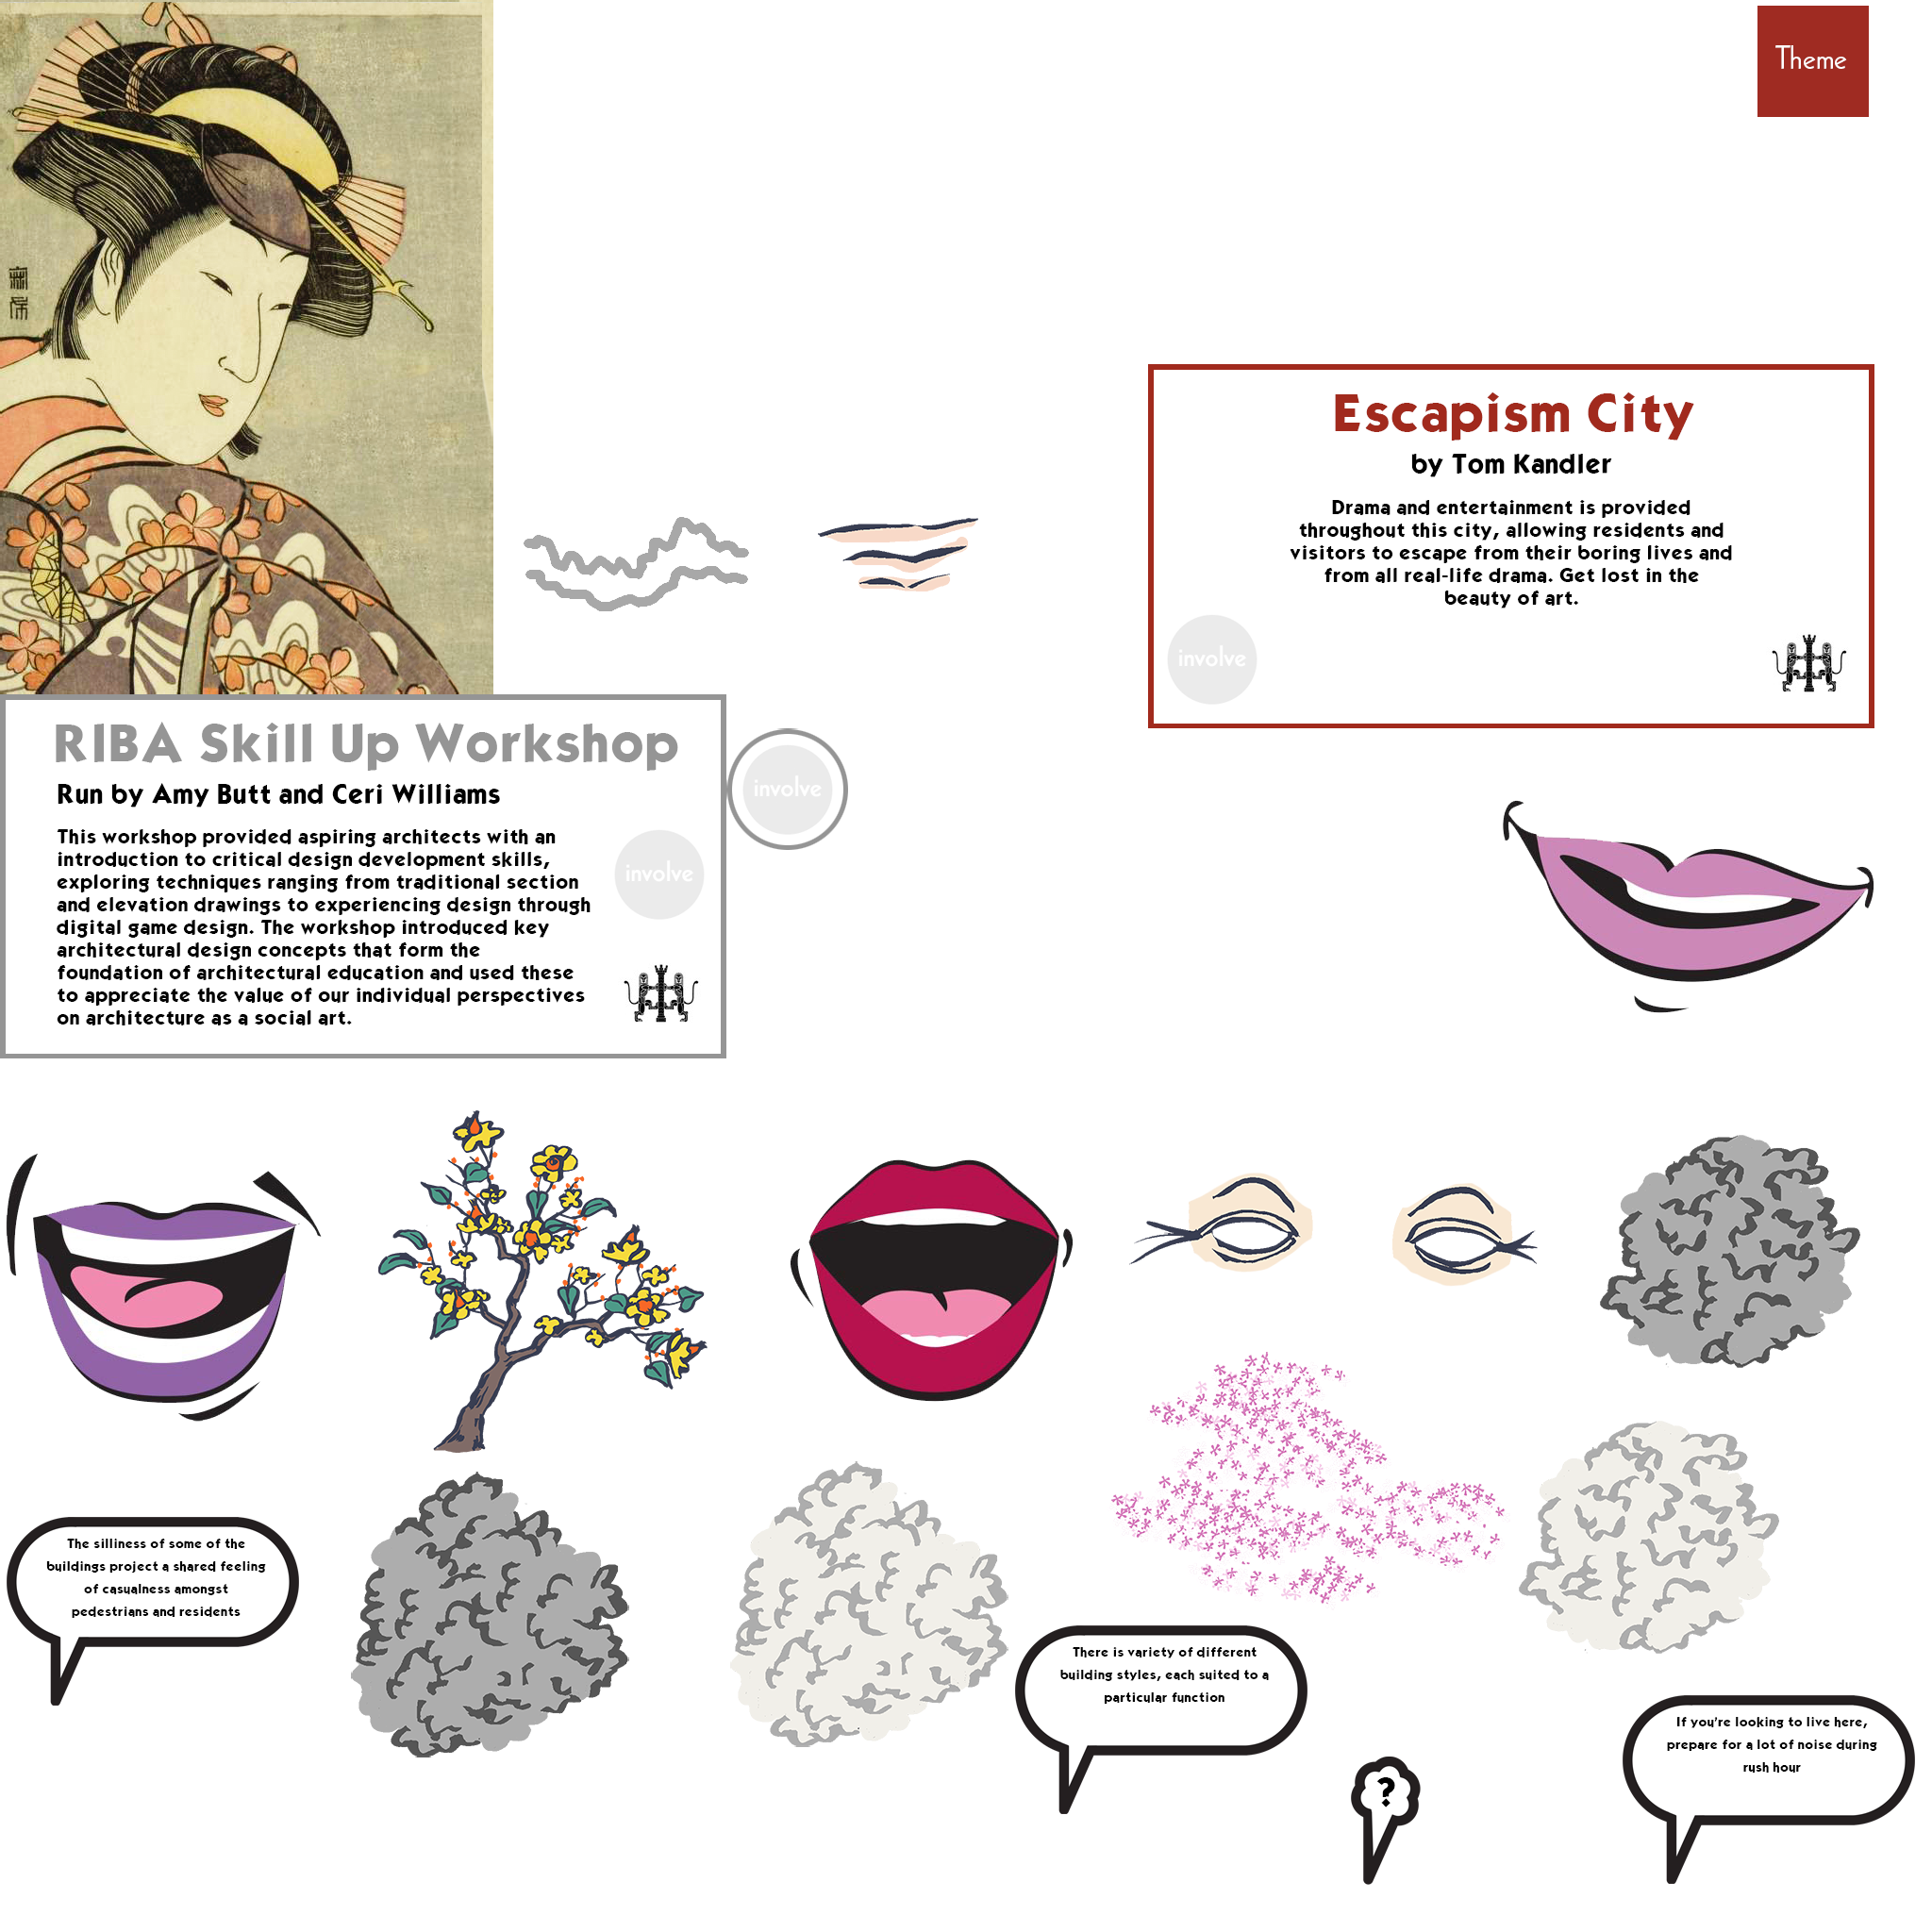 Theme
Escapism City
by Tom Kandler
Drama and entertainment is provided
throughout this city, allowing residents and
visitors to escape from their boring lives and
from all real-life drama. Get lost in the
beauty of art.
involve
RIBA Skill Up Workshop
Run by Amy Butt and Ceri Williams
This workshop provided aspiring architects with an
introduction to critical design development skills,
exploring techniques ranging from traditional section
and elevation drawings to experiencing design through
digital game design. The workshop introduced key
architectural design concepts that form the
foundation of architectural education and used these
to appreciate the value of our individual perspectives
on architecture as a social art.
involve
involve
The silliness of some of the
buildings project a shared feeling
of casualness amongst
pedestrians and residents
There is variety of different
building styles, each suited to a
particular function
?
If you're looking to live here,
prepare for a lot of noise during
rush hour